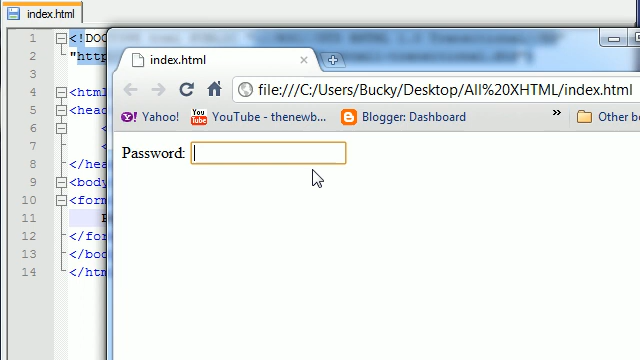 index.html
1 <!DOC
2 "http
3
4 <html
5 <head
6 <
7 <
8 </hea
9 <body
10 <form
11 P
12 </for
13 </bod
14 </htm
index.html
file:///C:/Users/Bucky/Desktop/All%20XHTML/index.html
Yahoo! YouTube - thenewb... Blogger: Dashboard » Other bo
Password: